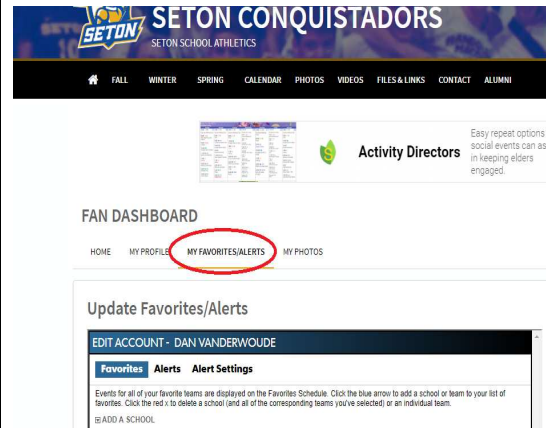 SETON
SETON CONQUISTADORS
SETON SCHOOL ATHLETICS
FALL WINTER SPRING CALENDAR PHOTOS VIDEOS FILES & LINKS CONTACT ALUMNI
Activity Directors
Easy repeat options
social events can as
in keeping elders
engaged.
FAN DASHBOARD
HOME MY PROFILE MY FAVORITES/ALERTS MY PHOTOS
Update Favorites/Alerts
EDIT ACCOUNT - DAN VANDERWOUDE
Favorites Alerts Alert Settings
Events for all of your favorite teams are displayed on the Favorites Schedule. Click the blue arrow to add a school or team to your list of
favorites. Click the red x to delete a school (and all of the corresponding teams you've selected) or an individual team.
ADD A SCHOOL